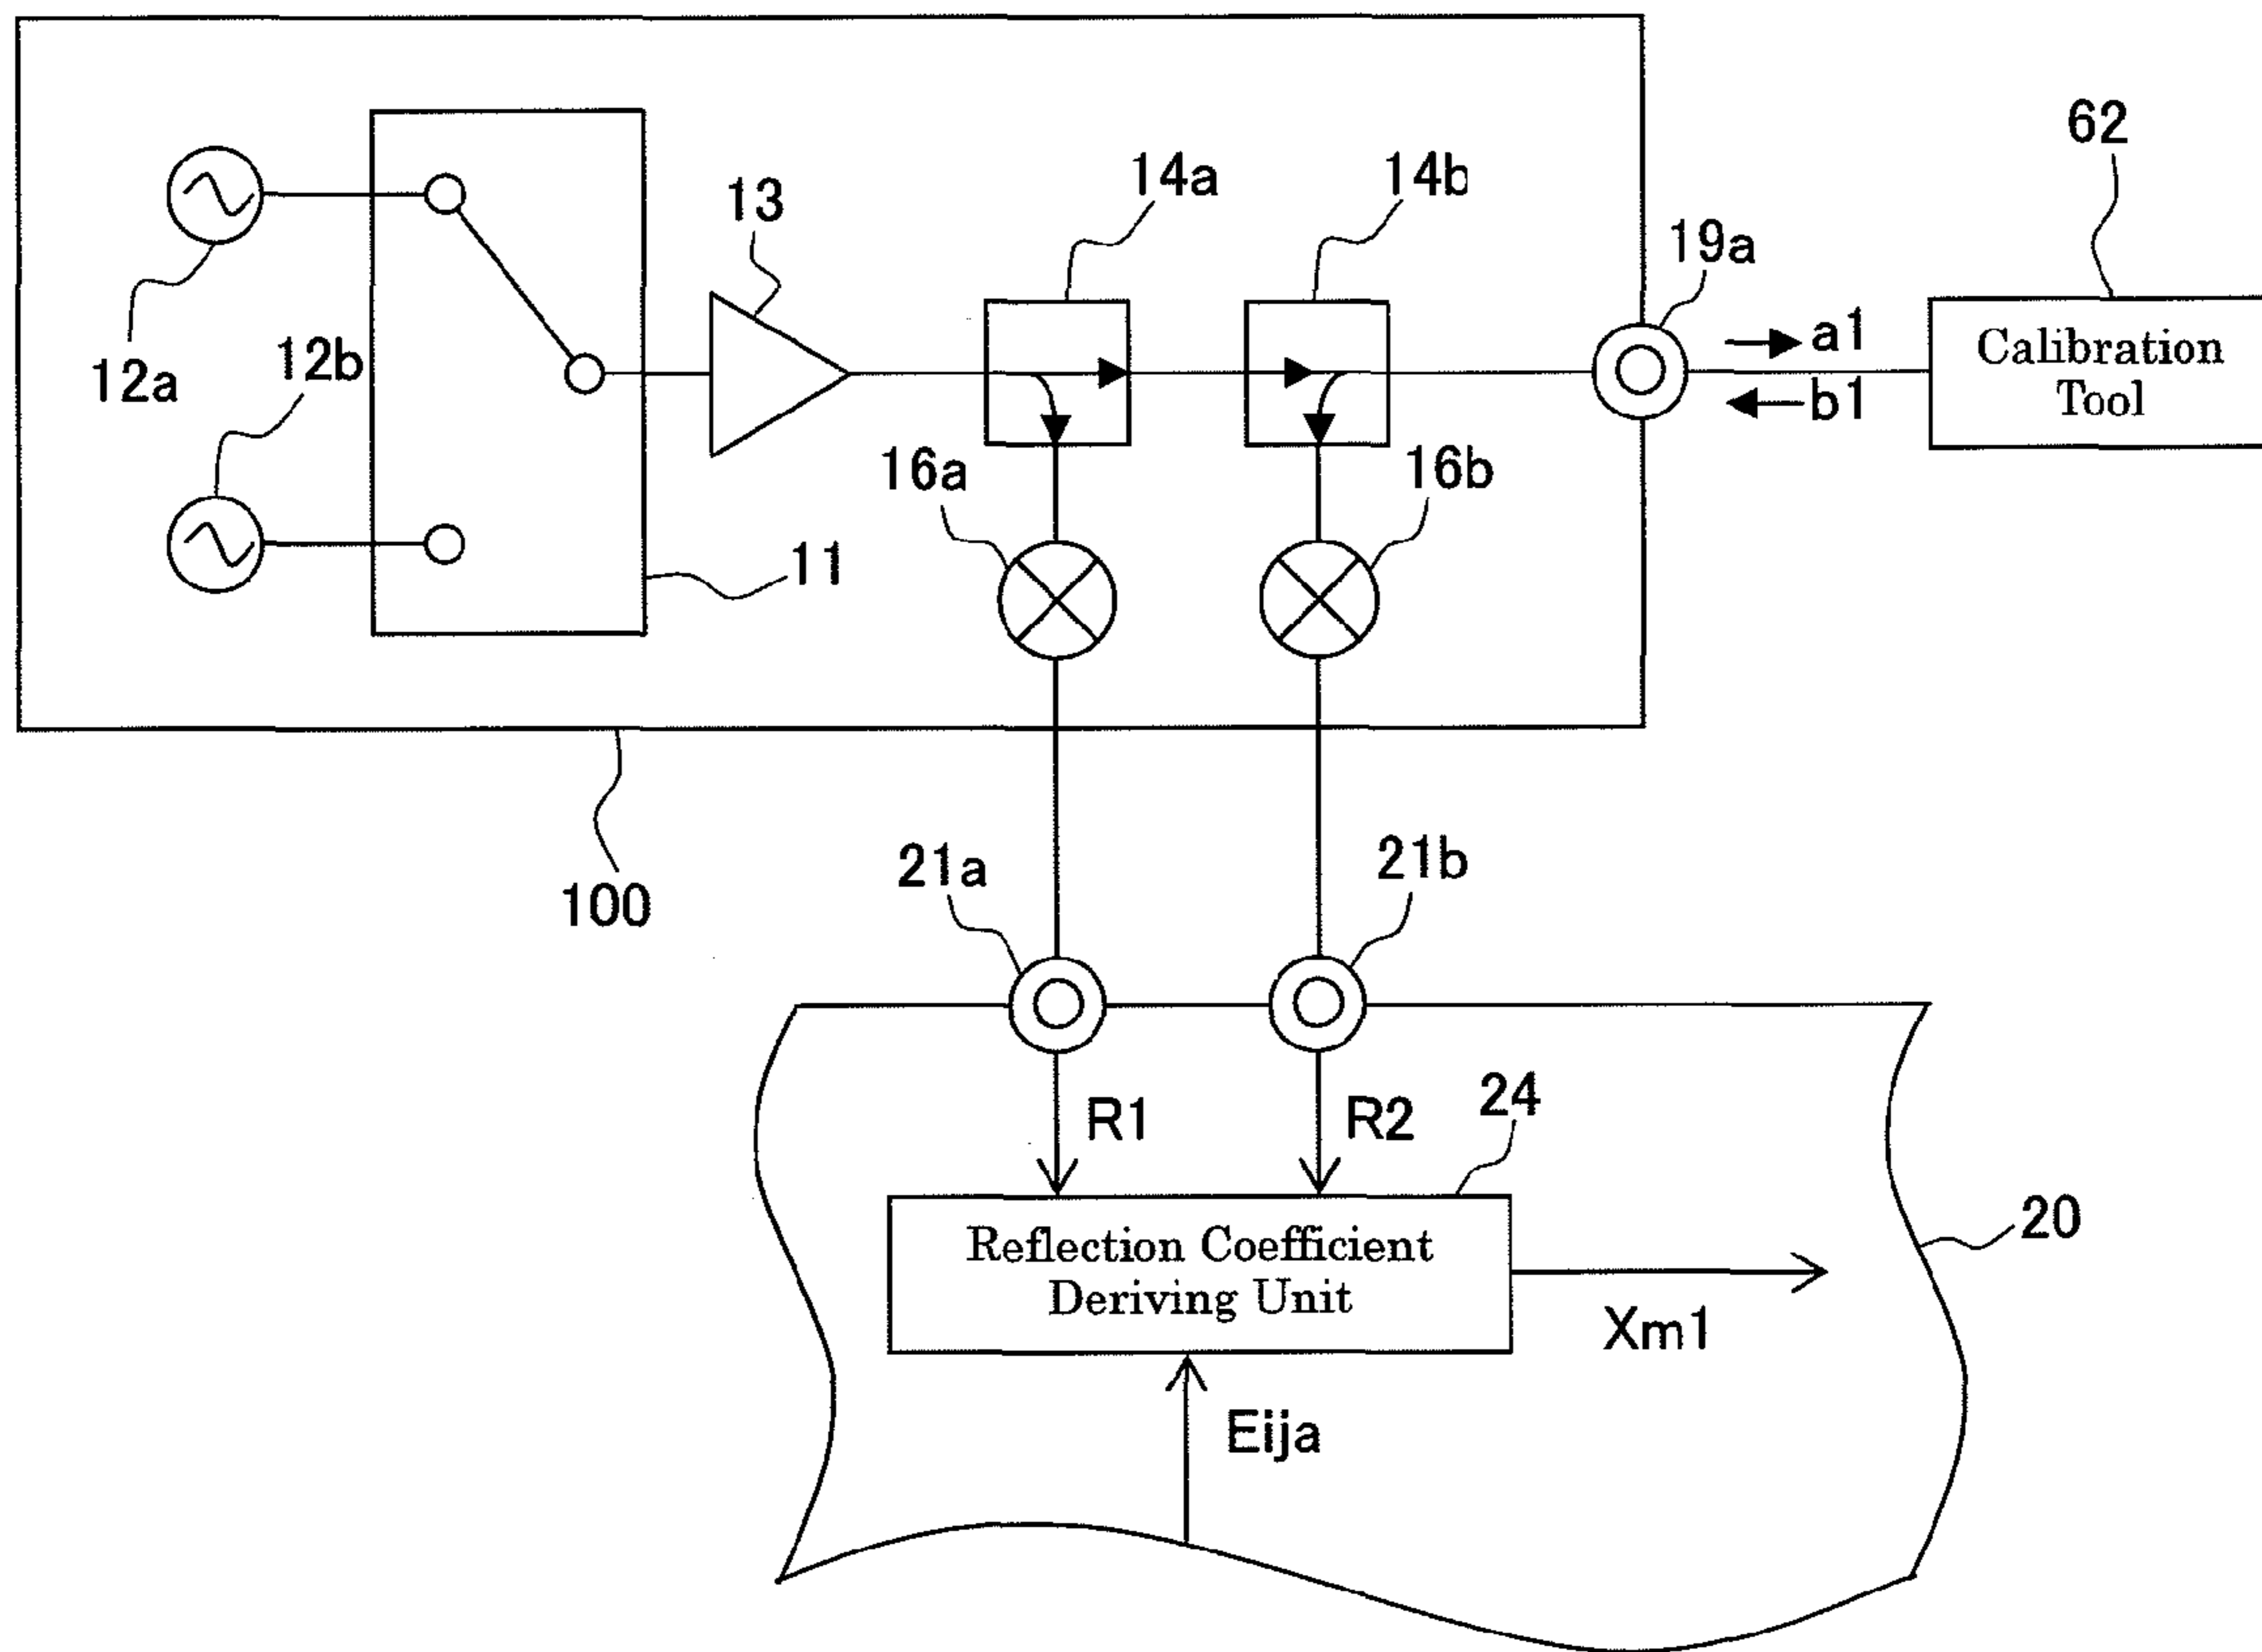 62
14a
14b
13
19a
a1
Calibration
Tool
b1
12b
12a
16a
16b
11
21a
21b
100
R1
R2
24
20
Reflection Coefficient
Deriving Unit
Xm1
Eija